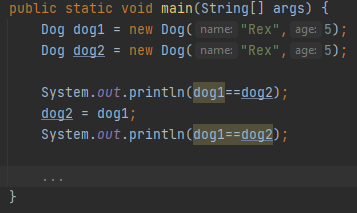 public static void main(String[] args) {
Dog dog1 = new Dog( name: "Rex", age: 5);
Dog dog2 = new Dog( name: "Rex", age: 5);
System.out.println(dog1==dog2);
dog2 = dog1;
System.out.println(dog1==dog2);
...
}